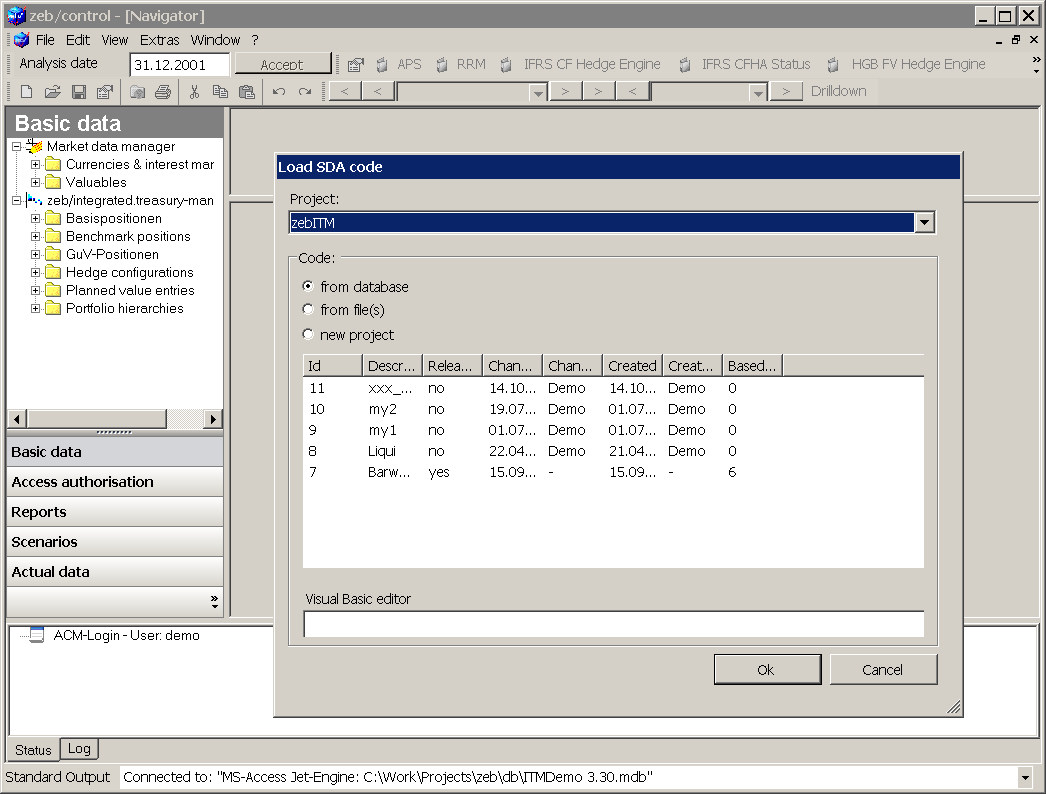 zeb/control - [Navigator]
File Edit View Extras Window ?
Analysis date 31.12.2001 Accept APS RRM IFRS CF Hedge Engine IFRS CFHA Status HGB FV Hedge Engine »
< < > > < > Drilldown
Basic data
Market data manager
Currencies & interest mar
Valuables
zeb/integrated.treasury-man
Basispositionen
Benchmark positions
GuV-Positionen
Hedge configurations
Planned value entries
Portfolio hierarchies
Basic data
Access authorisation
Reports
Scenarios
Actual data
»
Load SDA code
Project:
zebITM
Code:
from database
from file(s)
new project
Id Descr... Relea... Chan... Chan... Created Creat... Based...
11 xxx_... no 14.10... Demo 14.10... Demo 0
10 my2 no 19.07... Demo 01.07... Demo 0
9 my1 no 01.07... Demo 01.07... Demo 0
8 Liqui no 22.04... Demo 21.04... Demo 0
7 Barw... yes 15.09... - 15.09... - 6
Visual Basic editor
Ok Cancel
ACM-Login - User: demo
Status Log
Standard Output Connected to: "MS-Access Jet-Engine: C:\Work\Projects\zeb\db\ITMDemo 3.30.mdb"